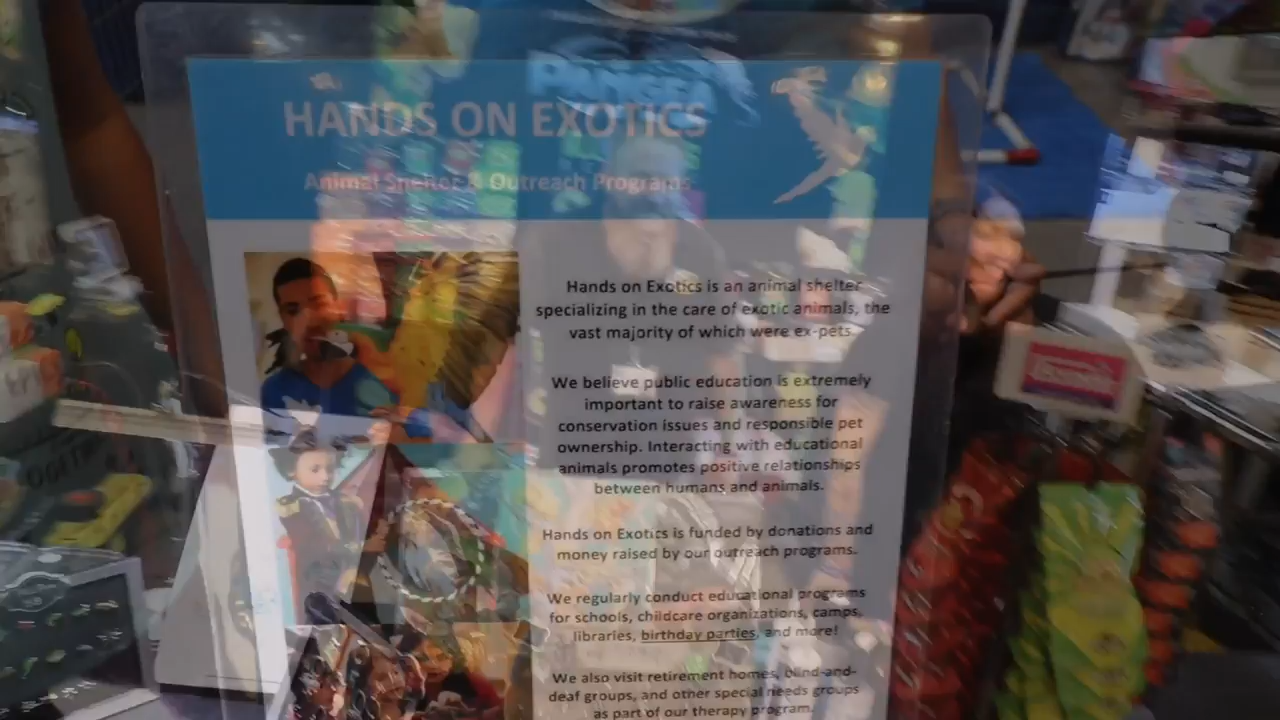 PANGEA
HANDS ON EXOTICS
Animal Shelter & Outreach Programs
Hands on Exotics is an animal shelter
specializing in the care of exotic animals, the
vast majority of which were ex-pets.
We believe public education is extremely
important to raise awareness for
conservation issues and responsible pet
ownership. Interacting with educational
animals promotes positive relationships
between humans and animals.
Hands on Exotics is funded by donations and
money raised by our outreach programs.
We regularly conduct educational programs
for schools, childcare organizations, camps,
libraries, birthday parties, and more!
We also visit retirement homes, blind-and-
deaf groups, and other special needs groups
as part of our therapy program.